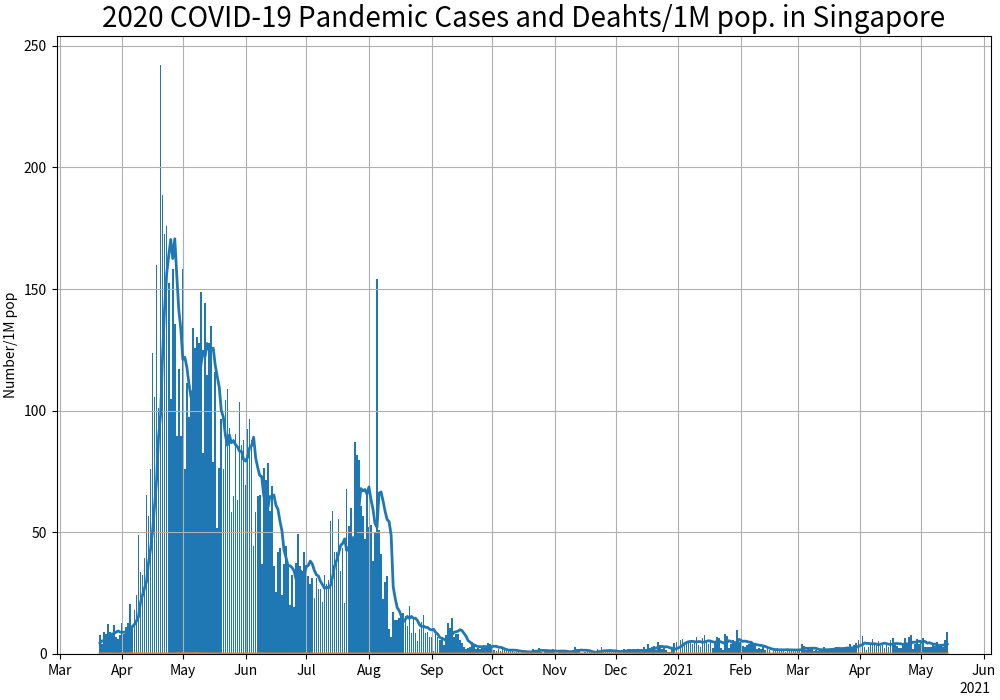 2020 COVID-19 Pandemic Cases and Deahts/1M pop. in Singapore
Number/1M pop
250
200
150
100
50
0
Mar Apr May Jun Jul Aug Sep Oct Nov Dec 2021 Feb Mar Apr May Jun
2021